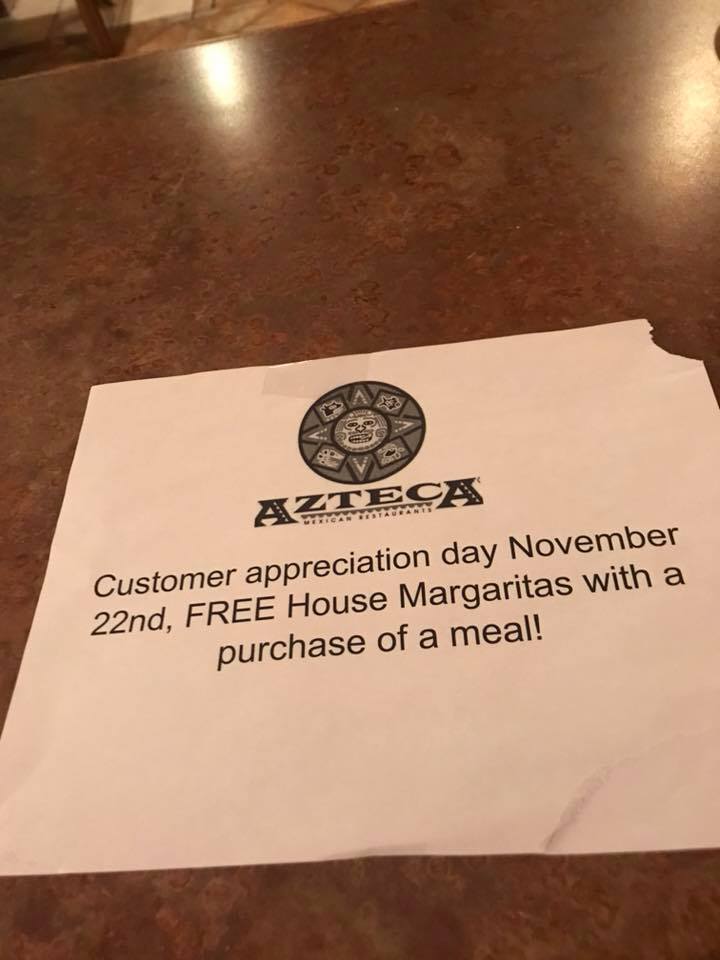 AZTECA
MEXICAN RESTAURANTS
Customer appreciation day November
22nd, FREE House Margaritas with a
purchase of a meal!